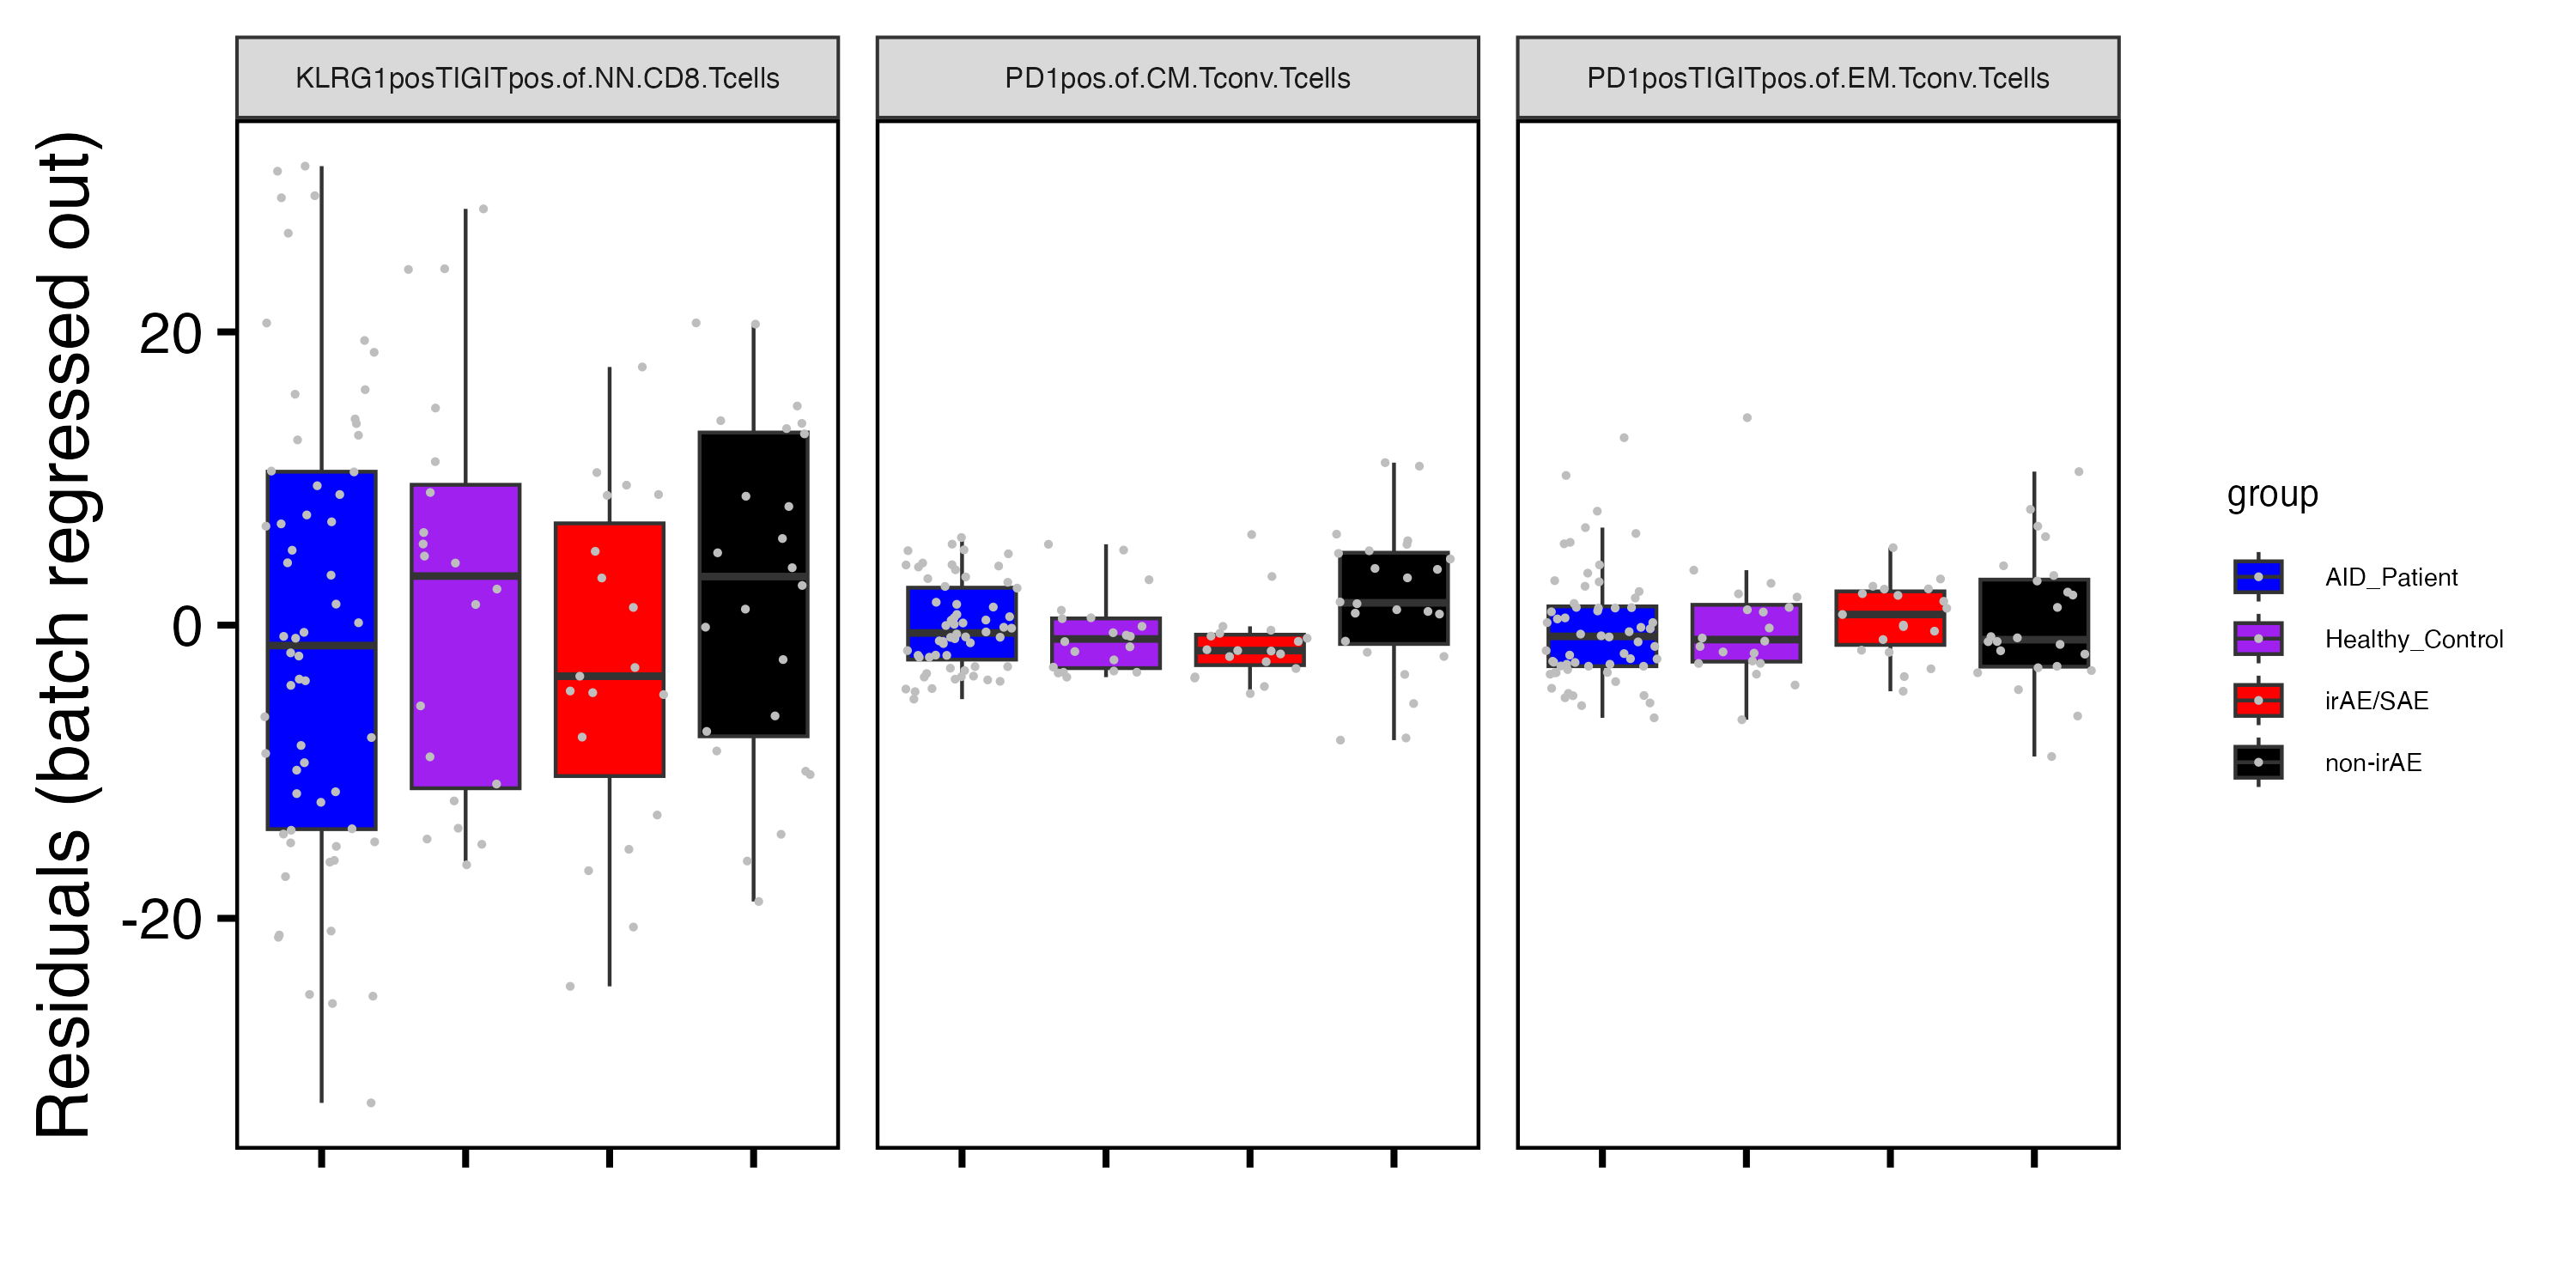 KLRG1posTIGITpos.of.NN.CD8.Tcells
PD1pos.of.CM.Tconv.Tcells
PD1posTIGITpos.of.EM.Tconv.Tcells
Residuals (batch regressed out)
20
0
-20
group
AID_Patient
Healthy_Control
irAE/SAE
non-irAE